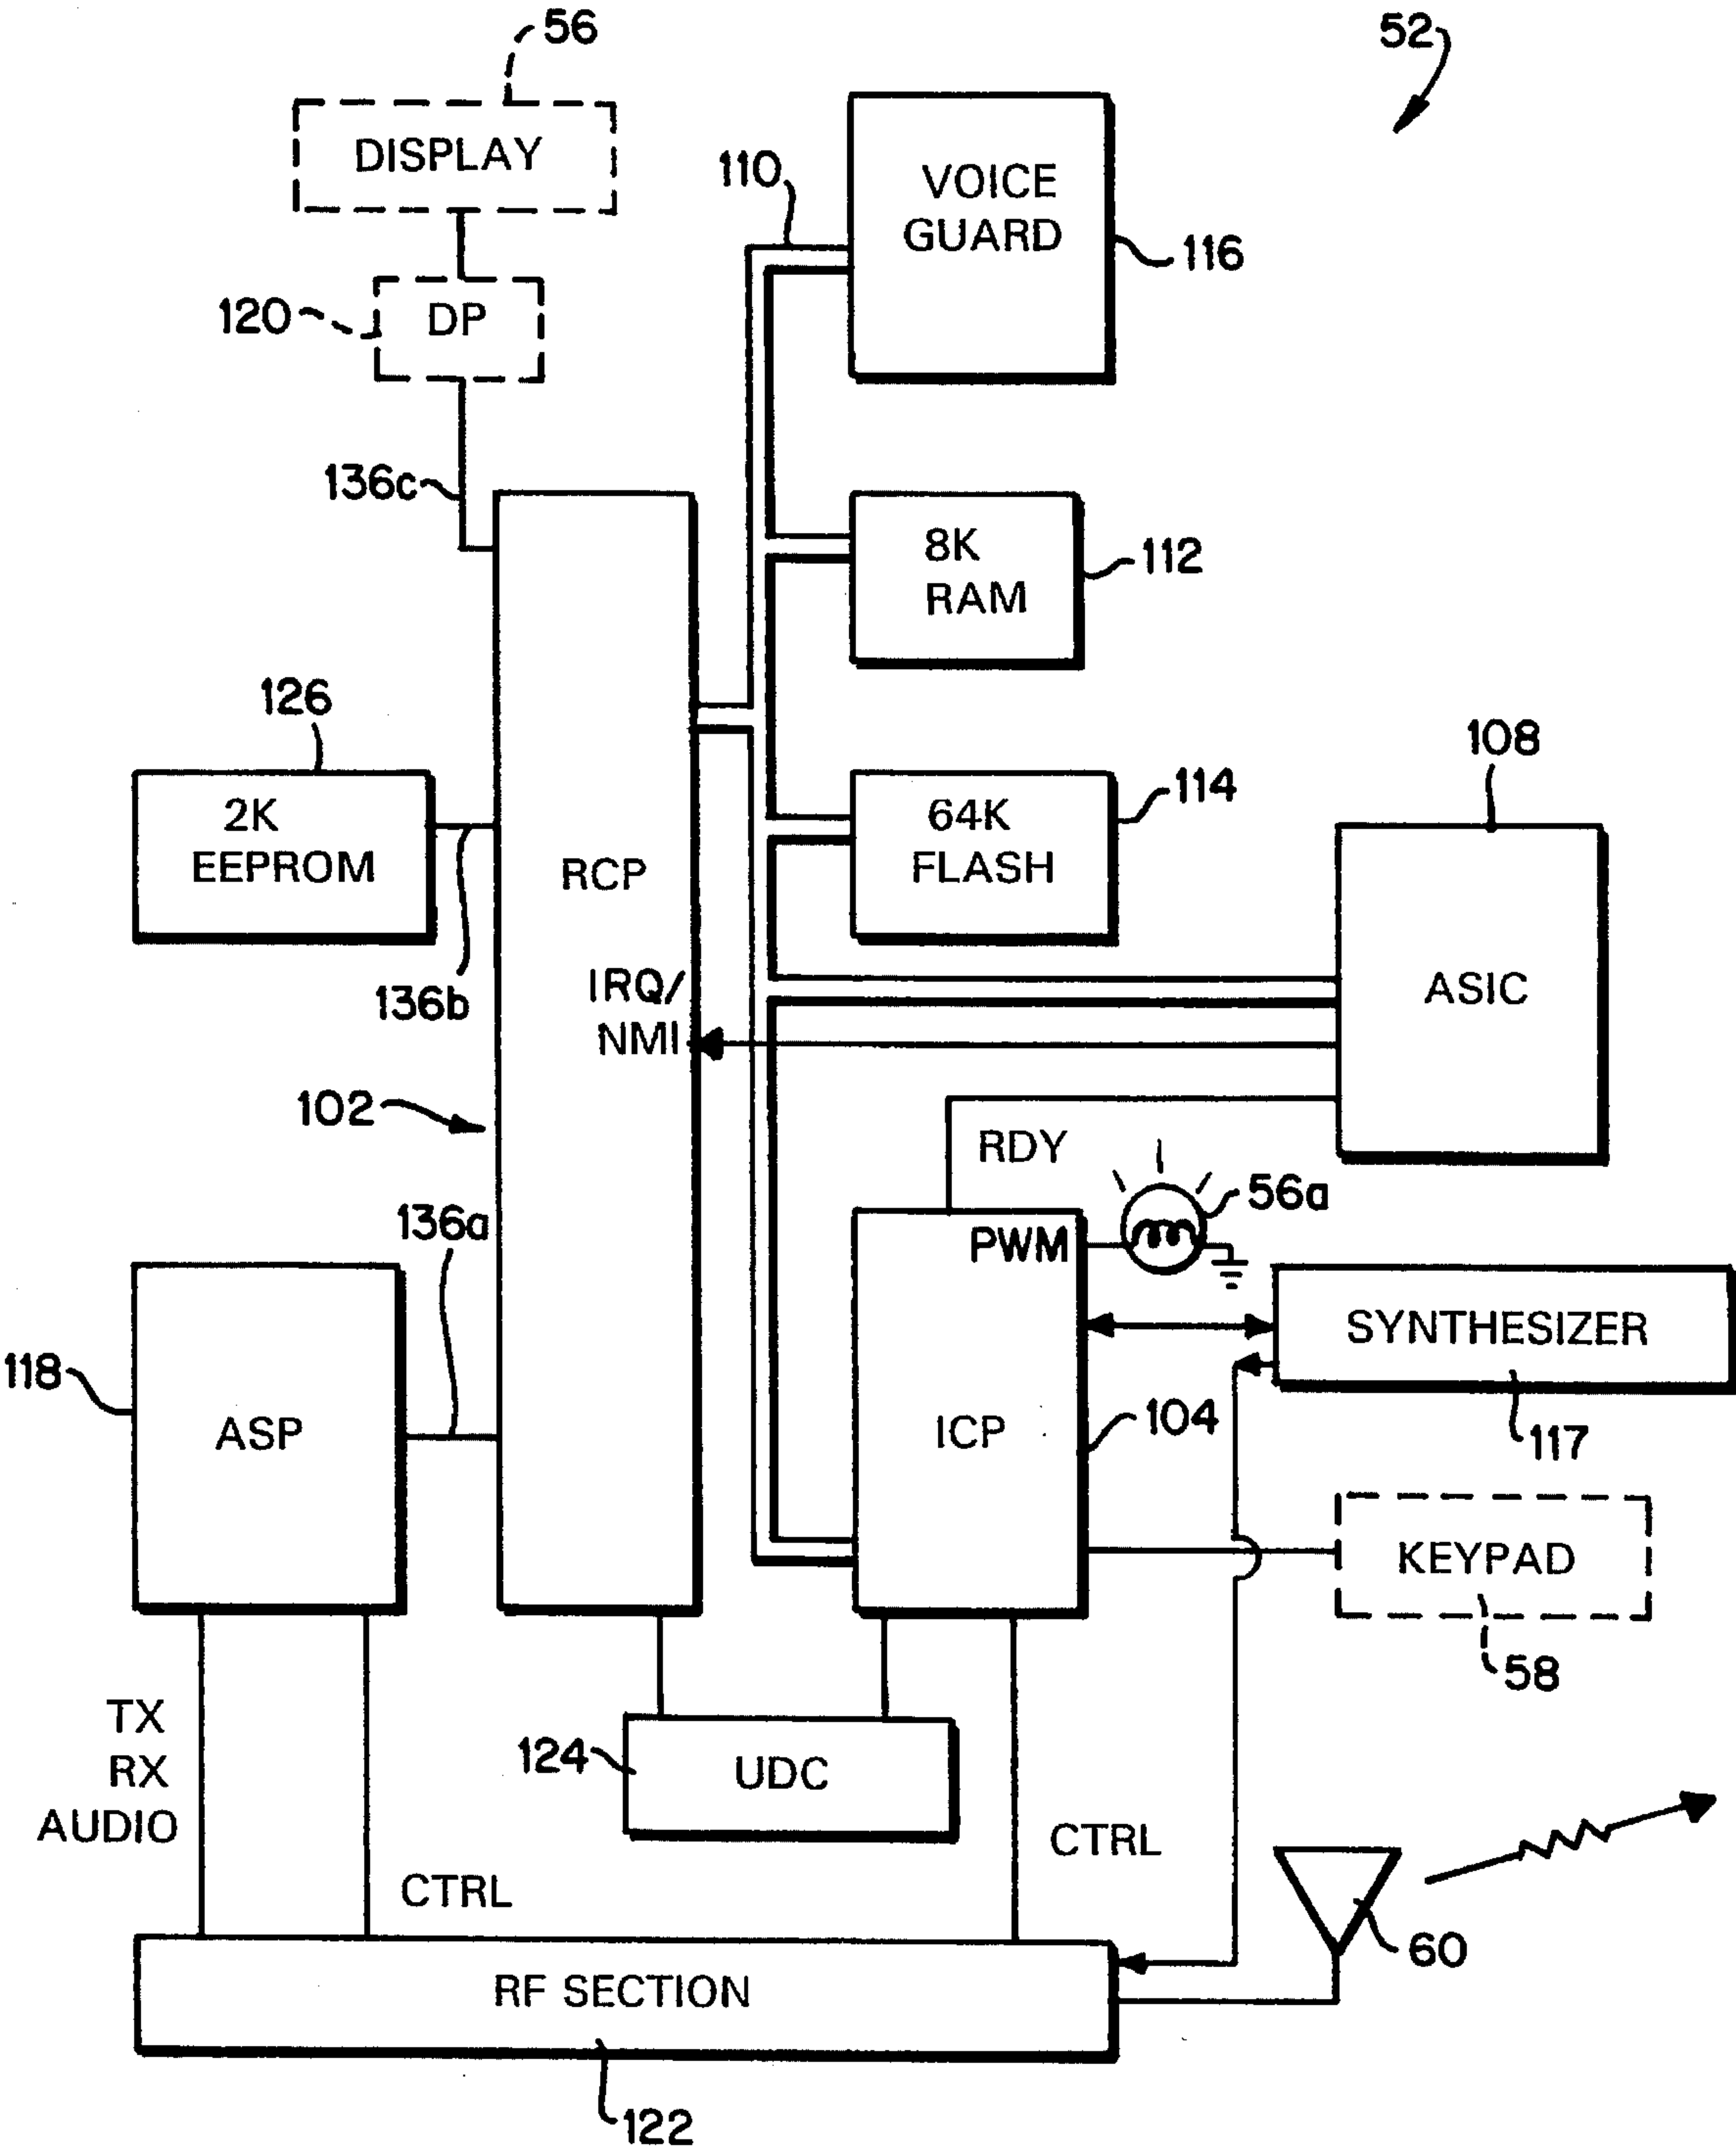 56
52
DISPLAY
110
VOICE
GUARD
116
120
DP
136c
8K
RAM
112
126
108
2K
EEPROM
RCP
64K
FLASH
114
136b
IRQ/
NMI
ASIC
102
RDY
136a
PWM
56a
SYNTHESIZER
118
ASP
ICP
104
117
KEYPAD
58
TX
RX
AUDIO
124
UDC
CTRL
CTRL
60
RF SECTION
122